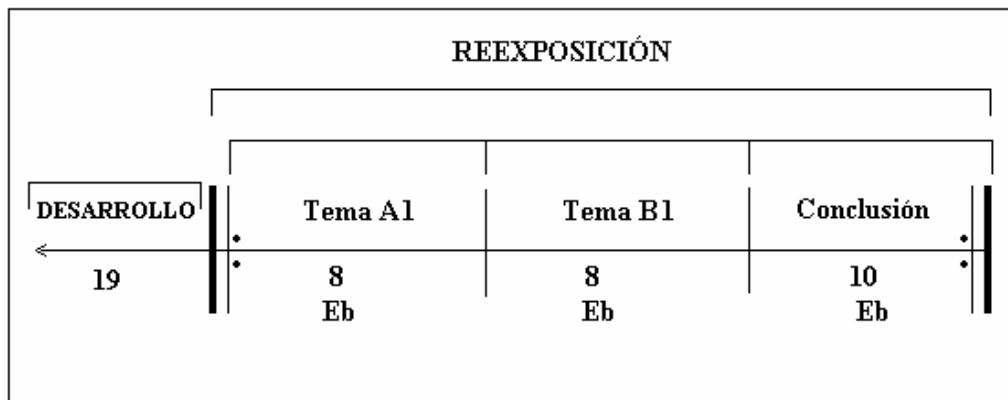 REEXPOSICIÓN
DESARROLLO
Tema A1
Tema B1
Conclusión
19
8
8
10
Eb
Eb
Eb